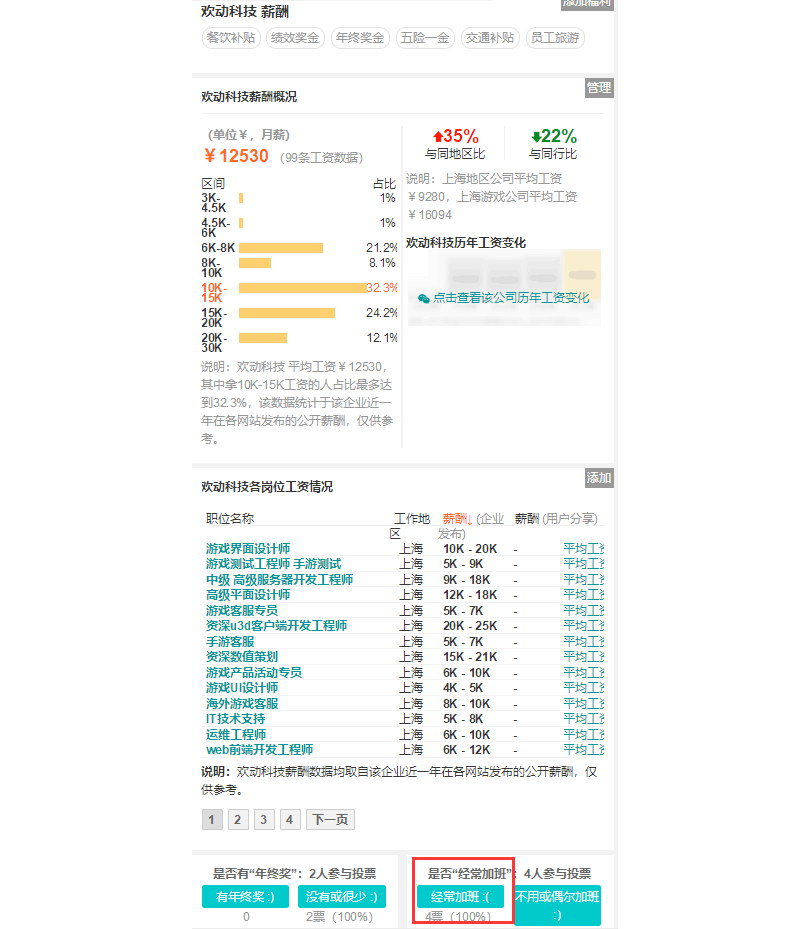 添加福利
欢动科技 薪酬
餐饮补贴 绩效奖金 年终奖金 五险一金 交通补贴 员工旅游
管理
欢动科技薪酬概况
（单位￥，月薪）
￥12530 （99条工资数据）
区间 占比
3K-4.5K 1%
4.5K-6K 1%
6K-8K 21.2%
8K-10K 8.1%
10K-15K 32.3%
15K-20K 24.2%
20K-30K 12.1%
说明：欢动科技 平均工资￥12530，
其中拿10K-15K工资的人占比最多达
到32.3%，该数据统计于该企业近一
年在各网站发布的公开薪酬，仅供参
考。
35% 22%
与同地区比 与同行比
说明：上海地区公司平均工资
￥9280，上海游戏公司平均工资
￥16094
欢动科技历年工资变化
点击查看该公司历年工资变化
添加
欢动科技各岗位工资情况
职位名称 工作地区 薪酬↓ (企业发布) 薪酬 (用户分享)
游戏界面设计师 上海 10K - 20K - 平均工资
游戏测试工程师 手游测试 上海 5K - 9K - 平均工资
中级 高级服务器开发工程师 上海 9K - 18K - 平均工资
高级平面设计师 上海 12K - 18K - 平均工资
游戏客服专员 上海 5K - 7K - 平均工资
资深u3d客户端开发工程师 上海 20K - 25K - 平均工资
手游客服 上海 5K - 7K - 平均工资
资深数值策划 上海 15K - 21K - 平均工资
游戏产品活动专员 上海 6K - 10K - 平均工资
游戏UI设计师 上海 4K - 5K - 平均工资
海外游戏客服 上海 8K - 10K - 平均工资
IT技术支持 上海 5K - 8K - 平均工资
运维工程师 上海 6K - 10K - 平均工资
web前端开发工程师 上海 6K - 12K - 平均工资
说明：欢动科技薪酬数据均取自该企业近一年在各网站发布的公开薪酬，仅
供参考。
1 2 3 4 下一页
是否有“年终奖”：2人参与投票
有年终奖 :) 没有或很少 :)
0 2票（100%）
是否“经常加班”：4人参与投票
经常加班 :( 不用或偶尔加班 :)
4票（100%）